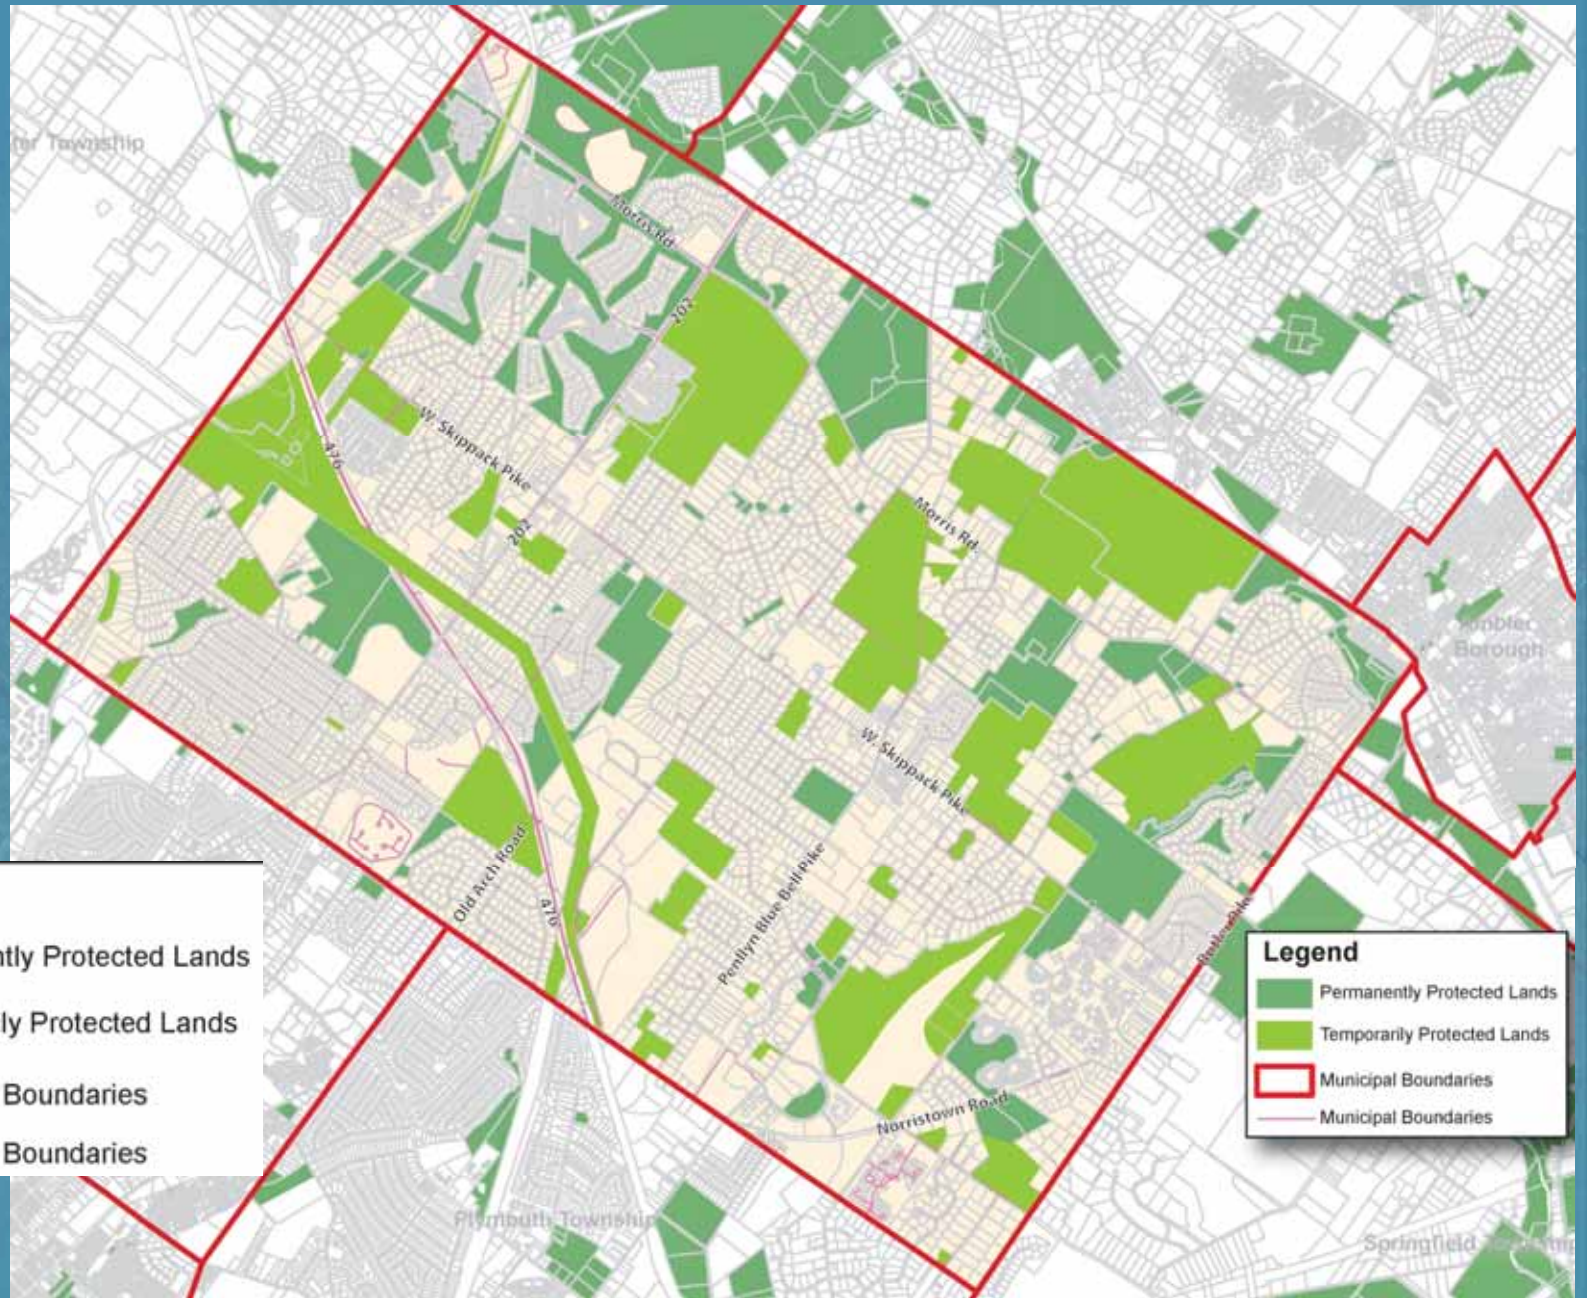 Township
Morris Rd
202
W. Skippack Pike
476
202
Morris Rd.
Ambler
Borough
W. Skippack Pike
Old Arch Road
476
Penllyn Blue Bell Pike
Butler Pike
Norristown Road
Plymouth Township
Springfield Township
Protected Lands
Protected Lands
Boundaries
Boundaries
Legend
Permanently Protected Lands
Temporarily Protected Lands
Municipal Boundaries
Municipal Boundaries